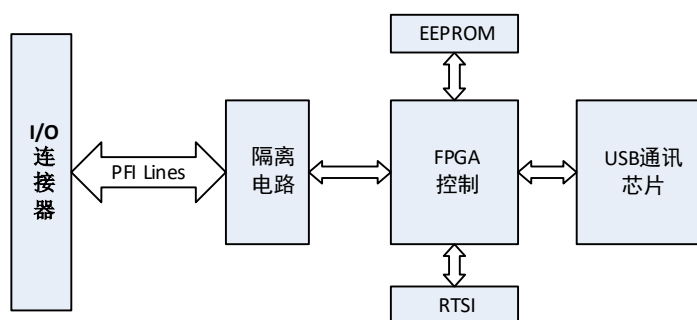 EEPROM
I/O
连接
器
PFI Lines
隔离
电路
FPGA
控制
USB通讯
芯片
RTSI